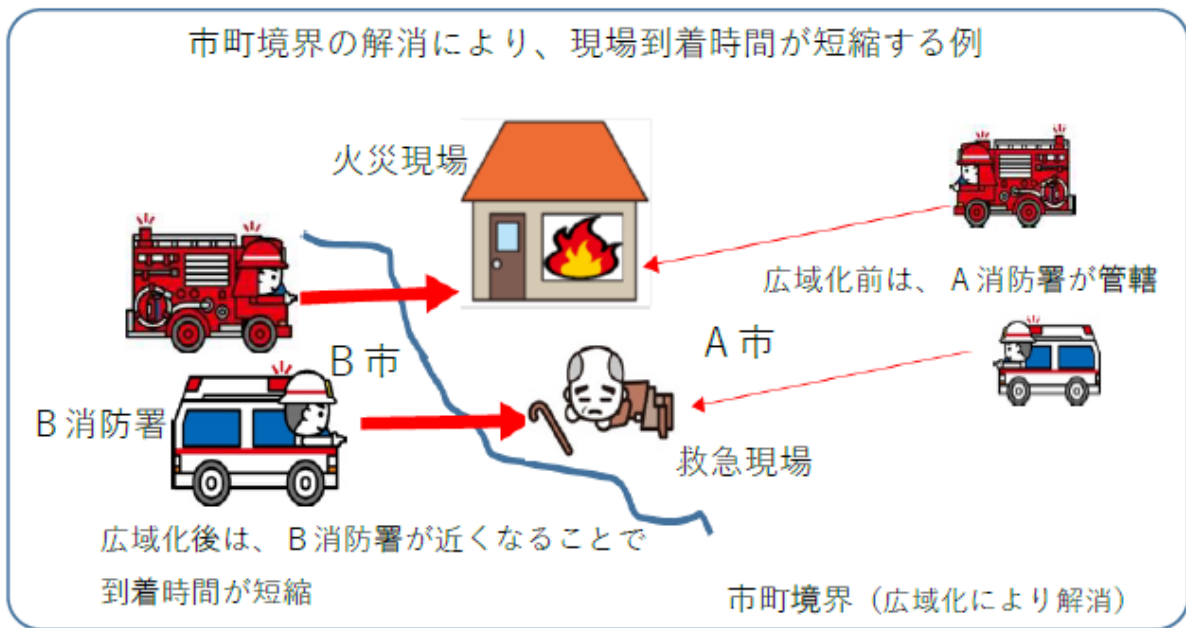 市町境界の解消により、現場到着時間が短縮する例
火災現場
広域化前は、A消防署が管轄
B市
A市
B消防署
救急現場
広域化後は、B消防署が近くなることで
到着時間が短縮
市町境界（広域化により解消）